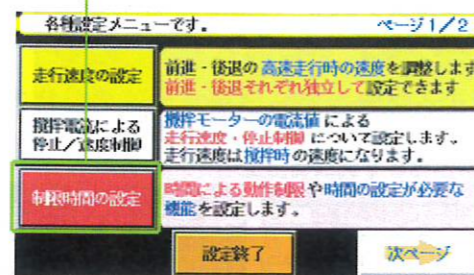 各種設定メニューです。 ページ1/2
走行速度の設定
前進・後退の高速走行時の速度を調整します
前進・後退それぞれ独立して設定できます
攪拌電流による
停止/速度制御
攪拌モーターの電流値による
走行速度・停止制御 について設定します。
走行速度は攪拌時の速度になります。
制限時間の設定
時間による動作制限や時間の設定が必要な
機能を設定します。
設定終了 次ページ